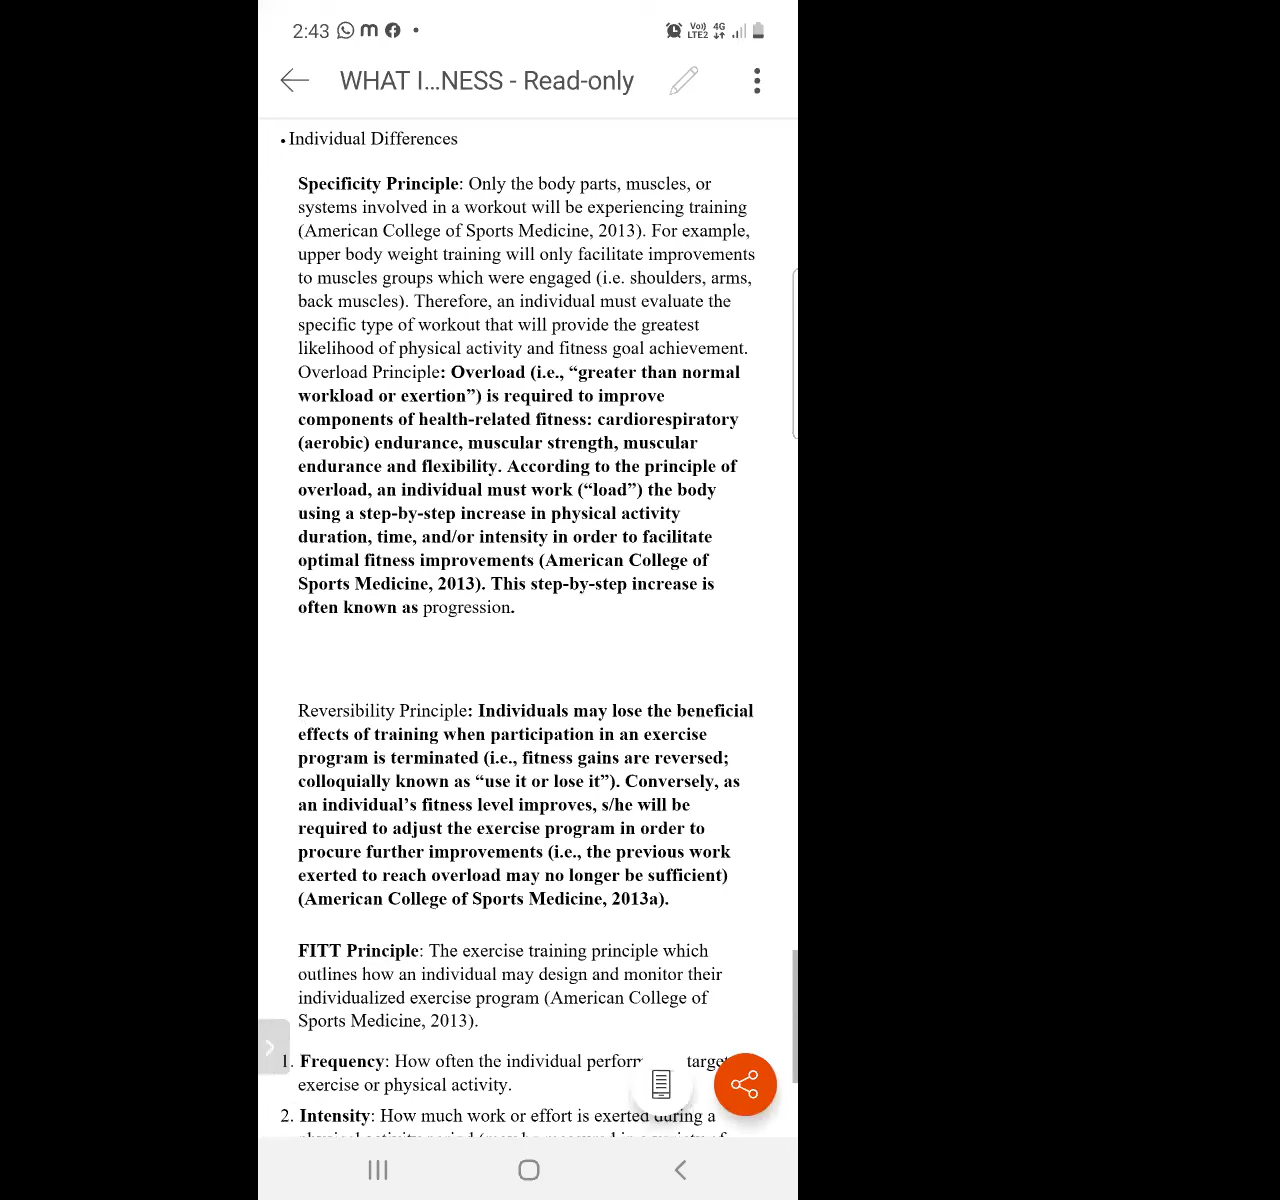 2:43
Vo)) 4G
LTE2
WHAT I...NESS - Read-only
• Individual Differences
Specificity Principle: Only the body parts, muscles, or
systems involved in a workout will be experiencing training
(American College of Sports Medicine, 2013). For example,
upper body weight training will only facilitate improvements
to muscles groups which were engaged (i.e. shoulders, arms,
back muscles). Therefore, an individual must evaluate the
specific type of workout that will provide the greatest
likelihood of physical activity and fitness goal achievement.
Overload Principle: Overload (i.e., “greater than normal
workload or exertion”) is required to improve
components of health-related fitness: cardiorespiratory
(aerobic) endurance, muscular strength, muscular
endurance and flexibility. According to the principle of
overload, an individual must work (“load”) the body
using a step-by-step increase in physical activity
duration, time, and/or intensity in order to facilitate
optimal fitness improvements (American College of
Sports Medicine, 2013). This step-by-step increase is
often known as progression.
Reversibility Principle: Individuals may lose the beneficial
effects of training when participation in an exercise
program is terminated (i.e., fitness gains are reversed;
colloquially known as “use it or lose it”). Conversely, as
an individual’s fitness level improves, s/he will be
required to adjust the exercise program in order to
procure further improvements (i.e., the previous work
exerted to reach overload may no longer be sufficient)
(American College of Sports Medicine, 2013a).
FITT Principle: The exercise training principle which
outlines how an individual may design and monitor their
individualized exercise program (American College of
Sports Medicine, 2013).
1. Frequency: How often the individual
exercise or physical activity.
2. Intensity: How much work or effort is exerted during a